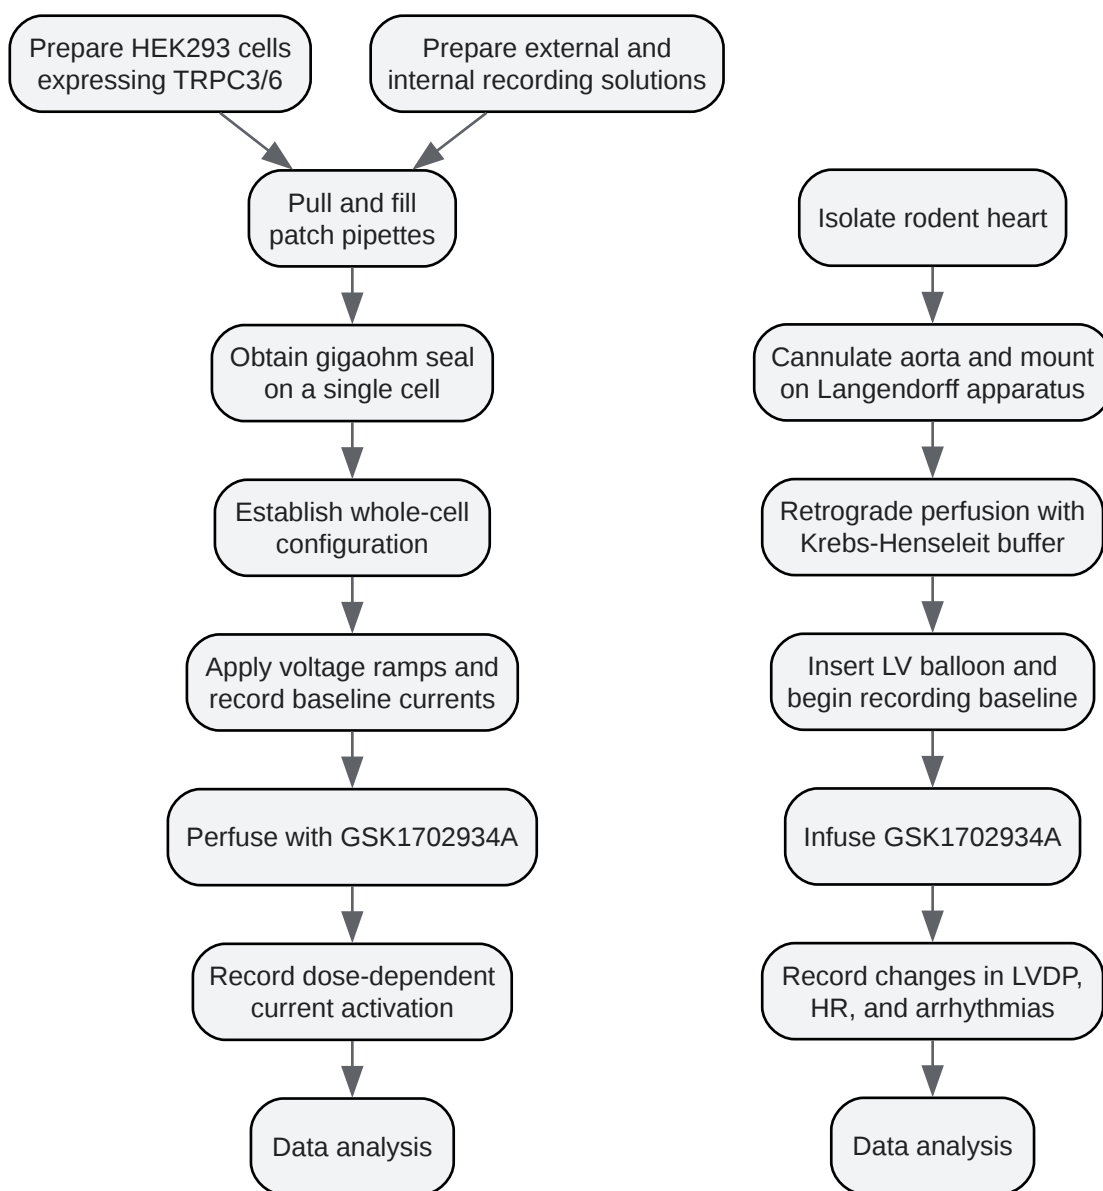 Prepare HEK293 cells
expressing TRPC3/6
Prepare external and
internal recording solutions
Pull and fill
patch pipettes
Obtain gigaohm seal
on a single cell
Establish whole-cell
configuration
Apply voltage ramps and
record baseline currents
Perfuse with GSK1702934A
Record dose-dependent
current activation
Data analysis
Isolate rodent heart
Cannulate aorta and mount
on Langendorff apparatus
Retrograde perfusion with
Krebs-Henseleit buffer
Insert LV balloon and
begin recording baseline
Infuse GSK1702934A
Record changes in LVDP,
HR, and arrhythmias
Data analysis